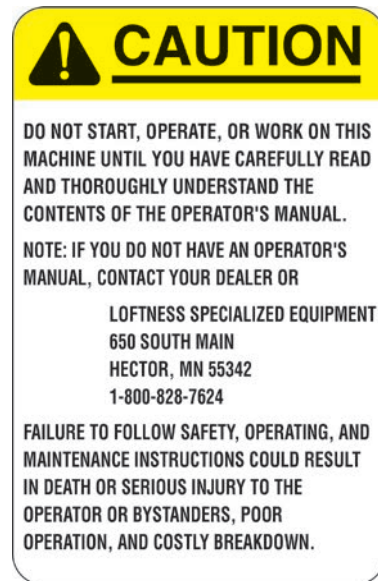 CAUTION
DO NOT START, OPERATE, OR WORK ON THIS
MACHINE UNTIL YOU HAVE CAREFULLY READ
AND THOROUGHLY UNDERSTAND THE
CONTENTS OF THE OPERATOR'S MANUAL.
NOTE: IF YOU DO NOT HAVE AN OPERATOR'S
MANUAL, CONTACT YOUR DEALER OR
LOFTNESS SPECIALIZED EQUIPMENT
650 SOUTH MAIN
HECTOR, MN 55342
1-800-828-7624
FAILURE TO FOLLOW SAFETY, OPERATING, AND
MAINTENANCE INSTRUCTIONS COULD RESULT
IN DEATH OR SERIOUS INJURY TO THE
OPERATOR OR BYSTANDERS, POOR
OPERATION, AND COSTLY BREAKDOWN.